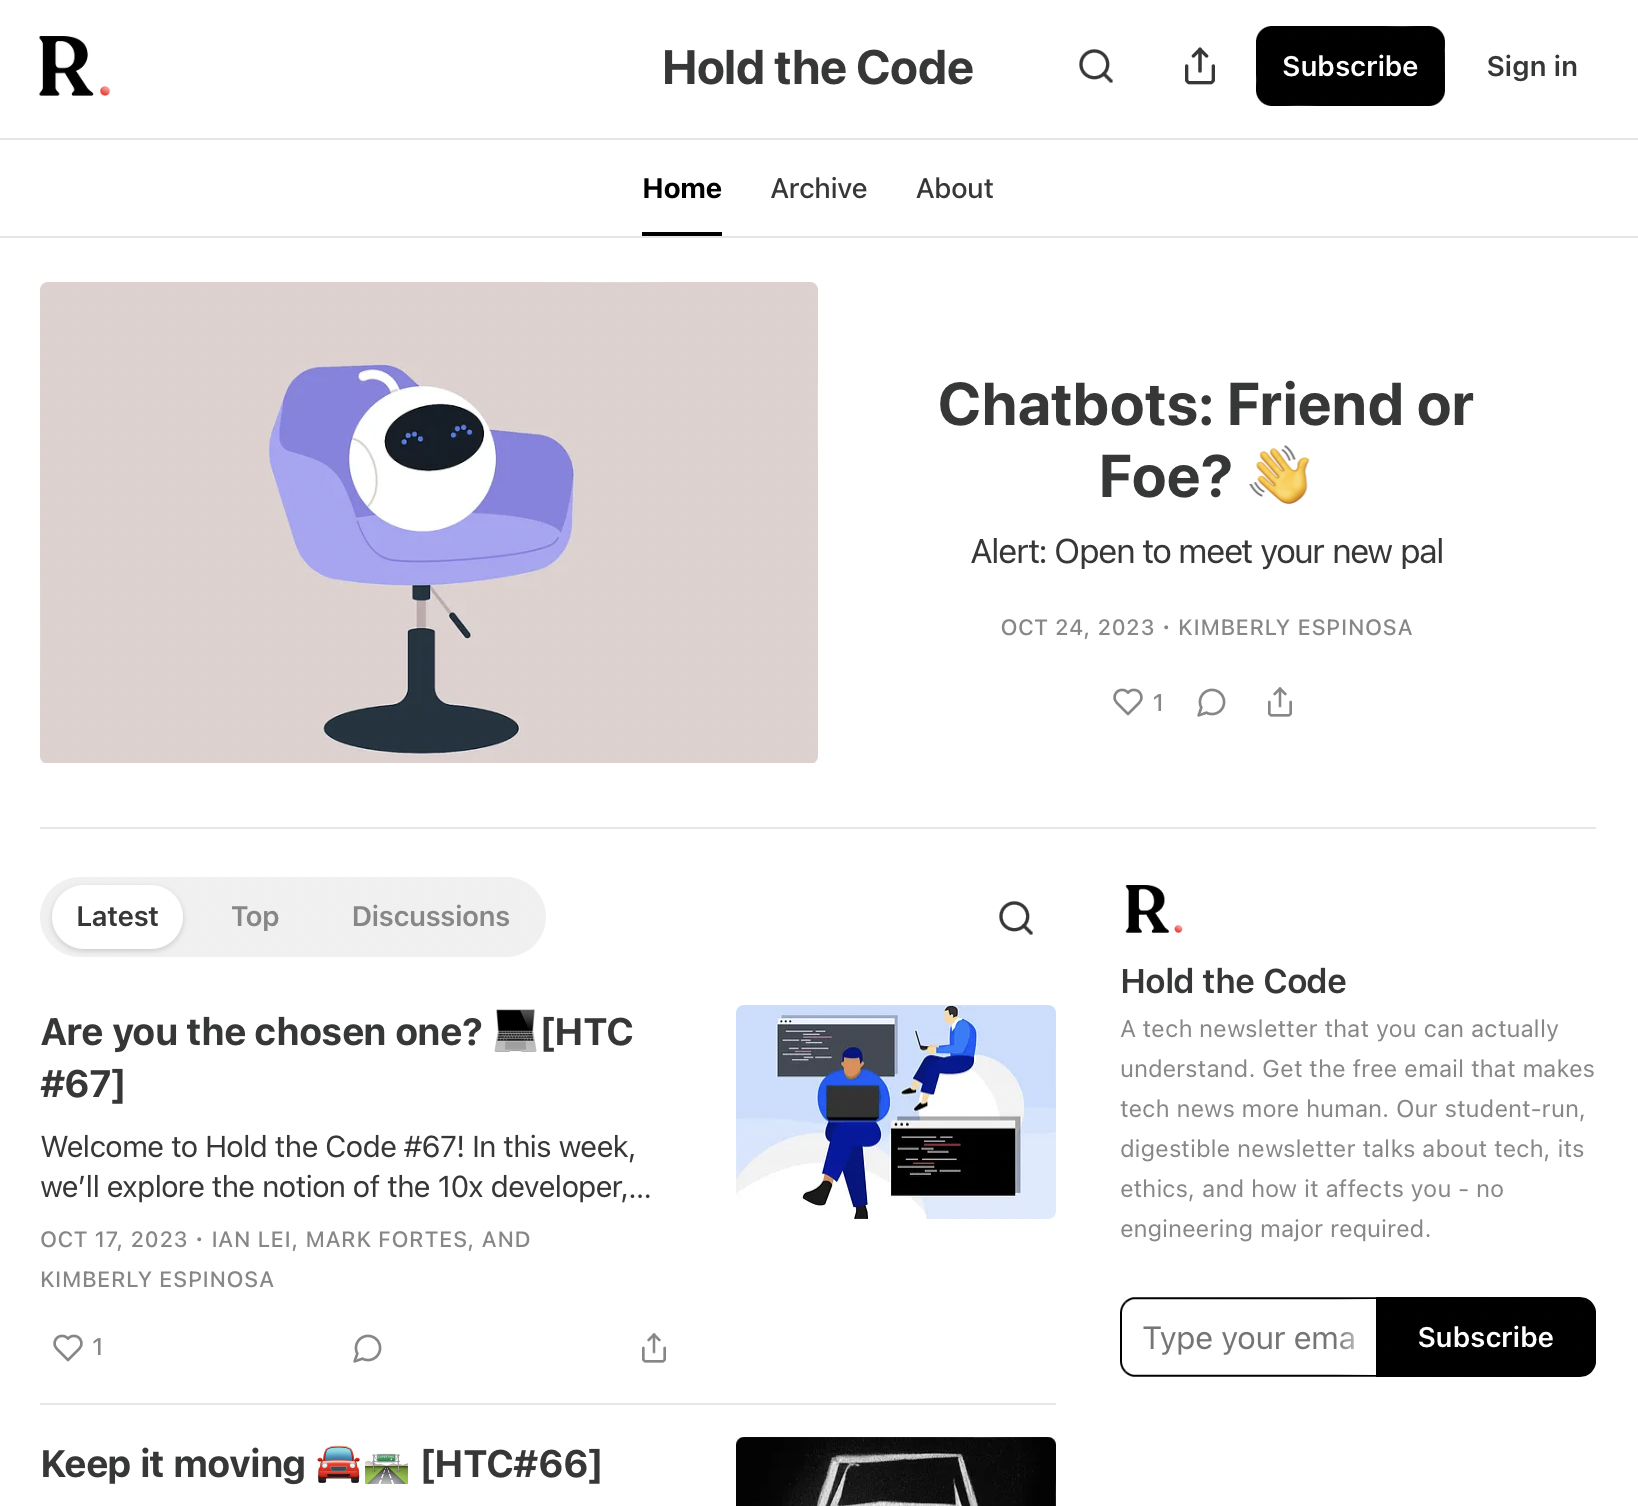 R.
Hold the Code
Subscribe
Sign in
Home
Archive
About
Chatbots: Friend or
Foe? 👋
Alert: Open to meet your new pal
OCT 24, 2023 · KIMBERLY ESPINOSA
1
Latest
Top
Discussions
Are you the chosen one? 💻[HTC
#67]
Welcome to Hold the Code #67! In this week,
we’ll explore the notion of the 10x developer,...
OCT 17, 2023 · IAN LEI, MARK FORTES, AND
KIMBERLY ESPINOSA
1
Keep it moving 🚘🛣️ [HTC#66]
R.
Hold the Code
A tech newsletter that you can actually
understand. Get the free email that makes
tech news more human. Our student-run,
digestible newsletter talks about tech, its
ethics, and how it affects you - no
engineering major required.
Type your ema
Subscribe